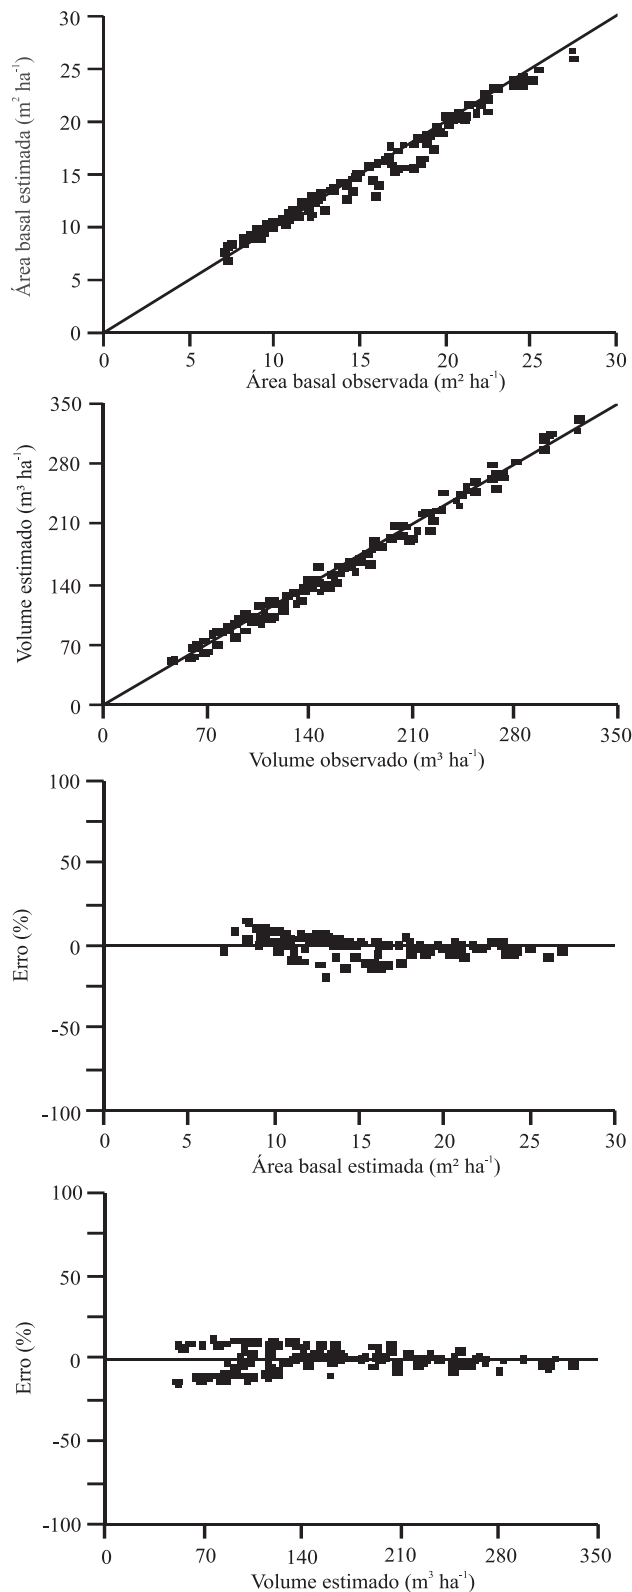 30
25
20
15
10
5
0
Área basal estimada (m² ha⁻¹)
0 5 10 15 20 25 30
Área basal observada (m² ha⁻¹)
350
280
210
140
70
0
Volume estimado (m³ ha⁻¹)
0 70 140 210 280 350
Volume observado (m³ ha⁻¹)
100
50
0
-50
-100
Erro (%)
0 5 10 15 20 25 30
Área basal estimada (m² ha⁻¹)
100
50
0
-50
-100
Erro (%)
0 70 140 210 280 350
Volume estimado (m³ ha⁻¹)